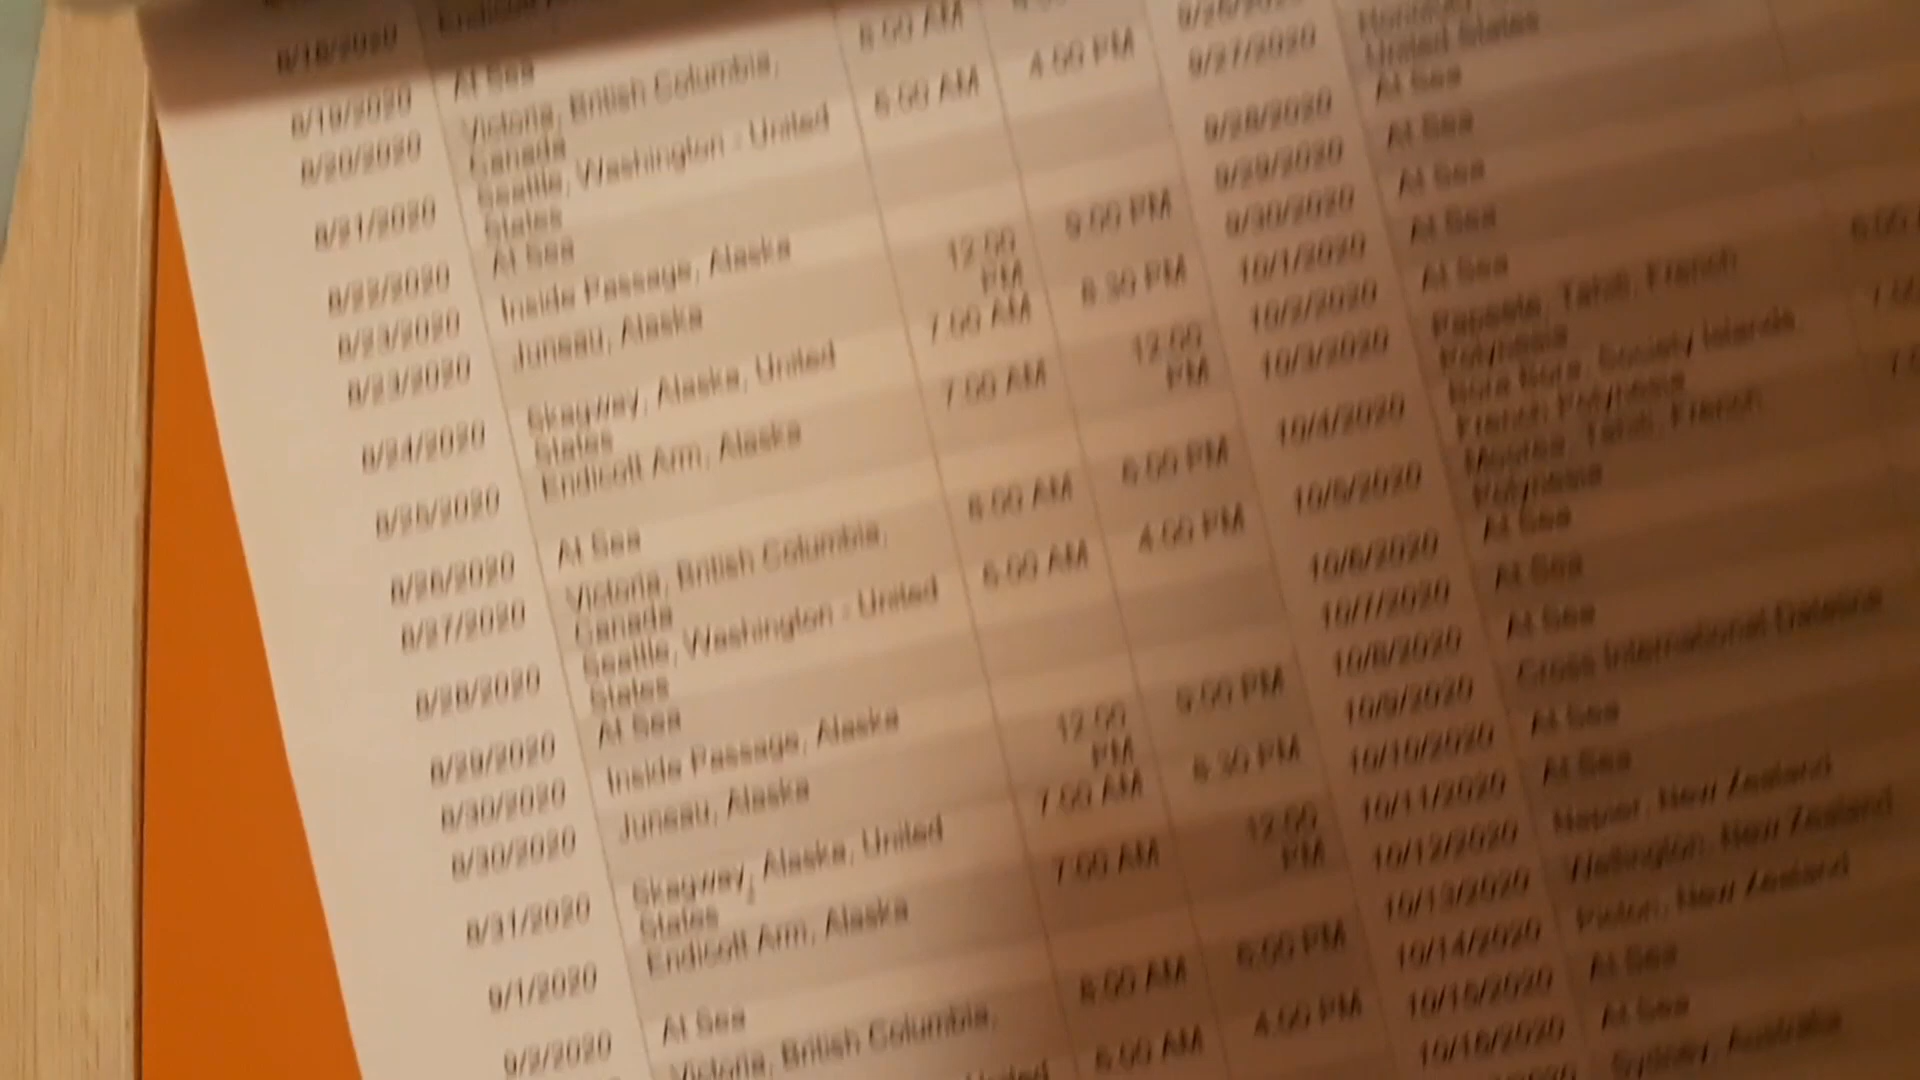 8/18/2020
8/19/2020 At Sea 8:00 AM
8/20/2020 Victoria, British Columbia, 6:00 AM 4:00 PM
Canada
8/21/2020 Seattle, Washington - United
States
8/22/2020 At Sea
8/23/2020 Inside Passage, Alaska 12:00 PM 9:00 PM
8/23/2020 Juneau, Alaska 7:00 AM 8:30 PM
8/24/2020 Skagway, Alaska, United 7:00 AM 12:00 PM
States
8/25/2020 Endicott Arm, Alaska
8/26/2020 At Sea 8:00 AM 6:00 PM
8/27/2020 Victoria, British Columbia, 6:00 AM 4:00 PM
Canada
8/28/2020 Seattle, Washington - United
States
8/29/2020 At Sea
8/30/2020 Inside Passage, Alaska 12:00 PM 9:00 PM
8/30/2020 Juneau, Alaska 7:00 AM 8:30 PM
8/31/2020 Skagway, Alaska, United 7:00 AM 12:00 PM
States
9/1/2020 Endicott Arm, Alaska
9/2/2020 At Sea 8:00 AM 6:00 PM
Victoria, British Columbia, 6:00 AM 4:00 PM
United
9/26/2020
9/27/2020 United States
9/28/2020 At Sea
9/29/2020 At Sea
9/30/2020 At Sea
10/1/2020 At Sea
10/2/2020 At Sea
10/3/2020 Papeete, Tahiti, French
Polynesia
10/4/2020 Bora Bora, Society Islands
French Polynesia
10/5/2020 Moorea, Tahiti, French
Polynesia
10/6/2020 At Sea
10/7/2020 At Sea
10/8/2020 At Sea
10/9/2020 Cross International Dateline
10/10/2020 At Sea
10/11/2020 At Sea
10/12/2020 Napier, New Zealand
10/13/2020 Wellington, New Zealand
10/14/2020 Picton, New Zealand
10/15/2020 At Sea
10/16/2020 At Sea
Sydney, Australia